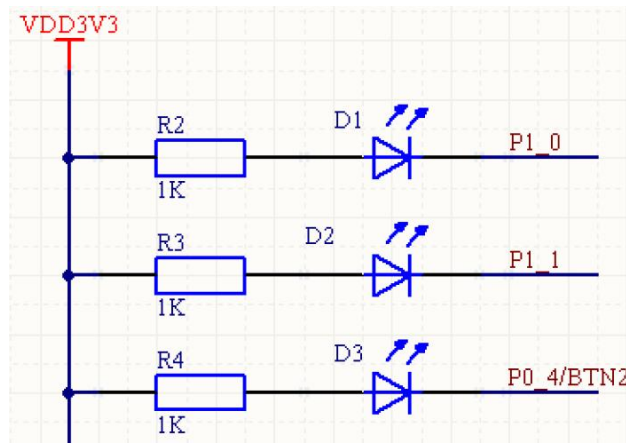 VDD3V3
R2
1K
D1
P1_0
R3
1K
D2
P1_1
R4
1K
D3
P0_4/BTN2